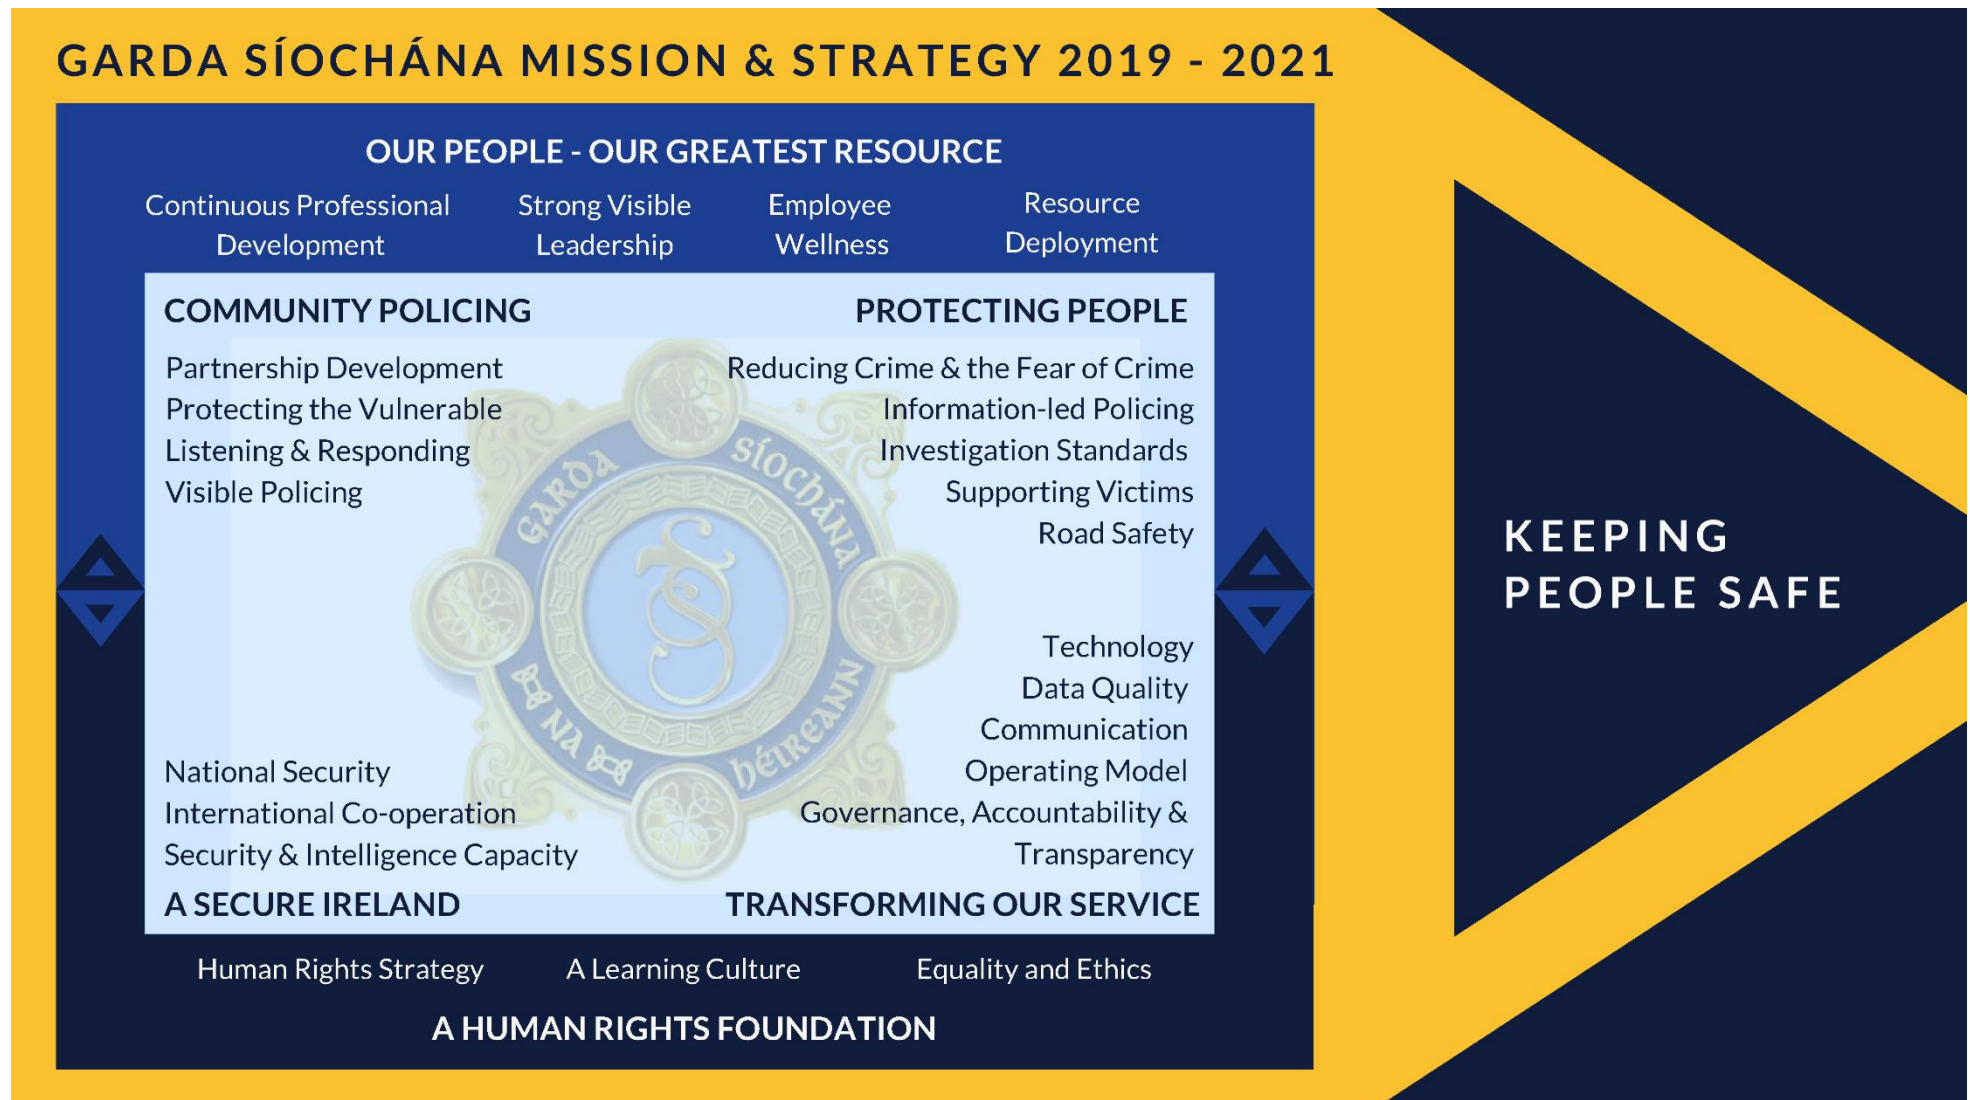 GARDA SÍOCHÁNA MISSION & STRATEGY 2019 - 2021
OUR PEOPLE - OUR GREATEST RESOURCE
Continuous Professional
Development
Strong Visible
Leadership
Employee
Wellness
Resource
Deployment
COMMUNITY POLICING
Partnership Development
Protecting the Vulnerable
Listening & Responding
Visible Policing
PROTECTING PEOPLE
Reducing Crime & the Fear of Crime
Information-led Policing
Investigation Standards
Supporting Victims
Road Safety
GARDA
SÍOCHÁNA
NA
hÉIREANN
National Security
International Co-operation
Security & Intelligence Capacity
A SECURE IRELAND
Technology
Data Quality
Communication
Operating Model
Governance, Accountability &
Transparency
TRANSFORMING OUR SERVICE
Human Rights Strategy
A Learning Culture
Equality and Ethics
A HUMAN RIGHTS FOUNDATION
KEEPING
PEOPLE SAFE